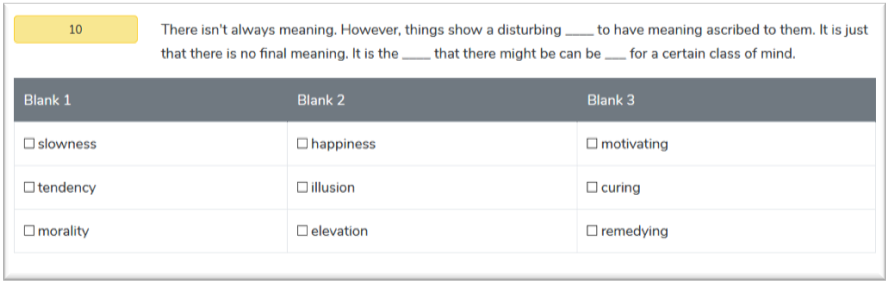 10
There isn't always meaning. However, things show a disturbing ____ to have meaning ascribed to them. It is just
that there is no final meaning. It is the ____ that there might be can be ___ for a certain class of mind.
Blank 1 Blank 2 Blank 3
☐ slowness ☐ happiness ☐ motivating
☐ tendency ☐ illusion ☐ curing
☐ morality ☐ elevation ☐ remedying